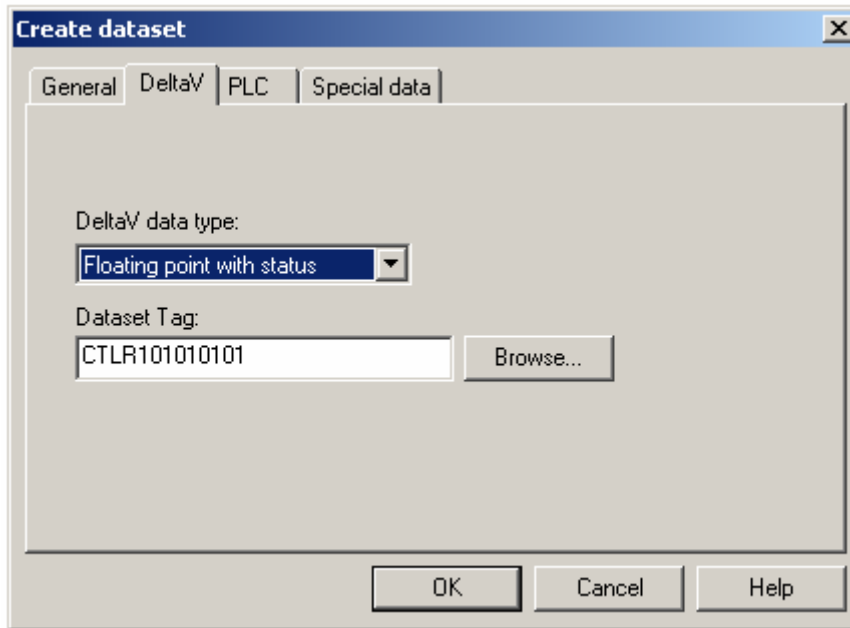 Create dataset
General DeltaV PLC Special data
DeltaV data type:
Floating point with status
Dataset Tag:
CTLR101010101 Browse...
OK Cancel Help